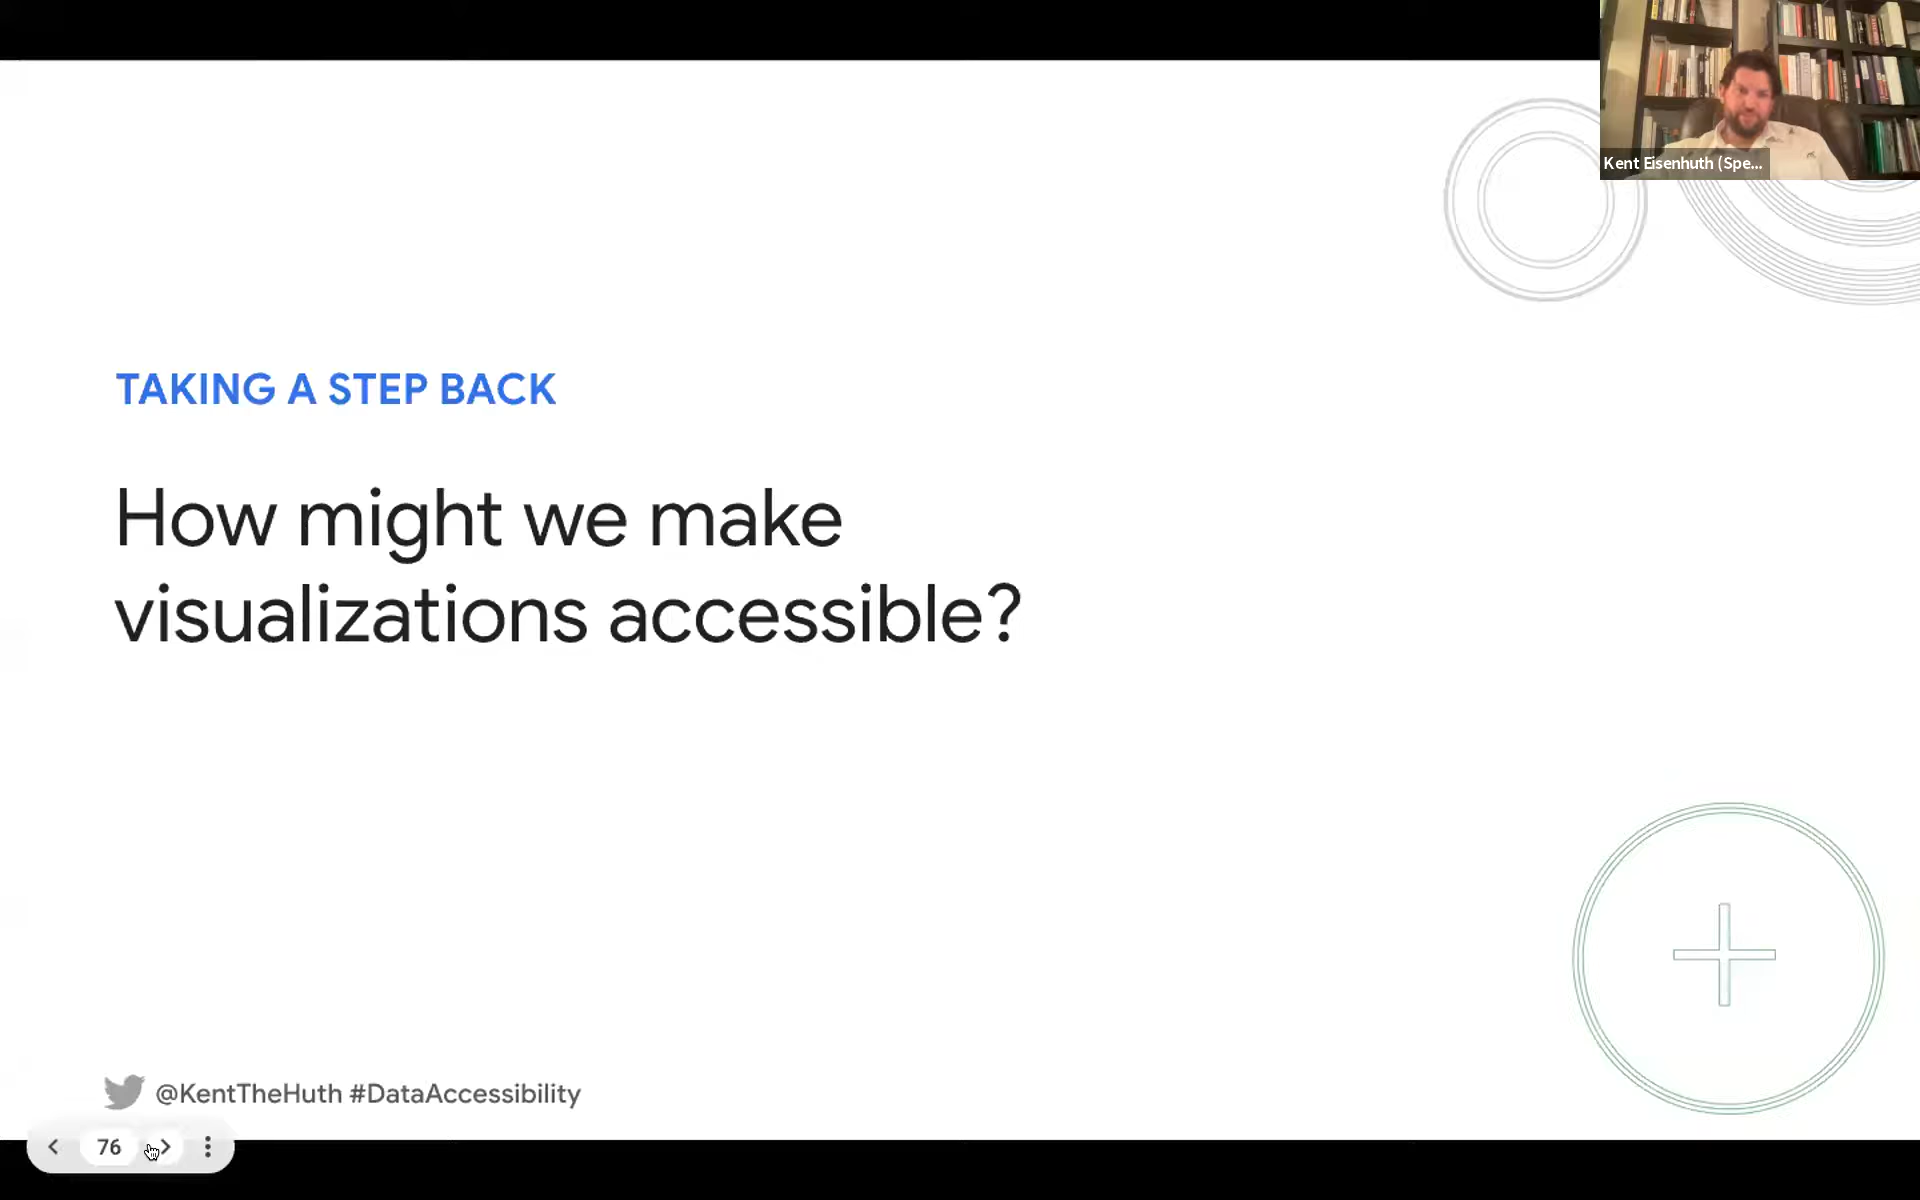 Kent Eisenhuth (Spe...
TAKING A STEP BACK
How might we make
visualizations accessible?
@KentTheHuth #DataAccessibility
76